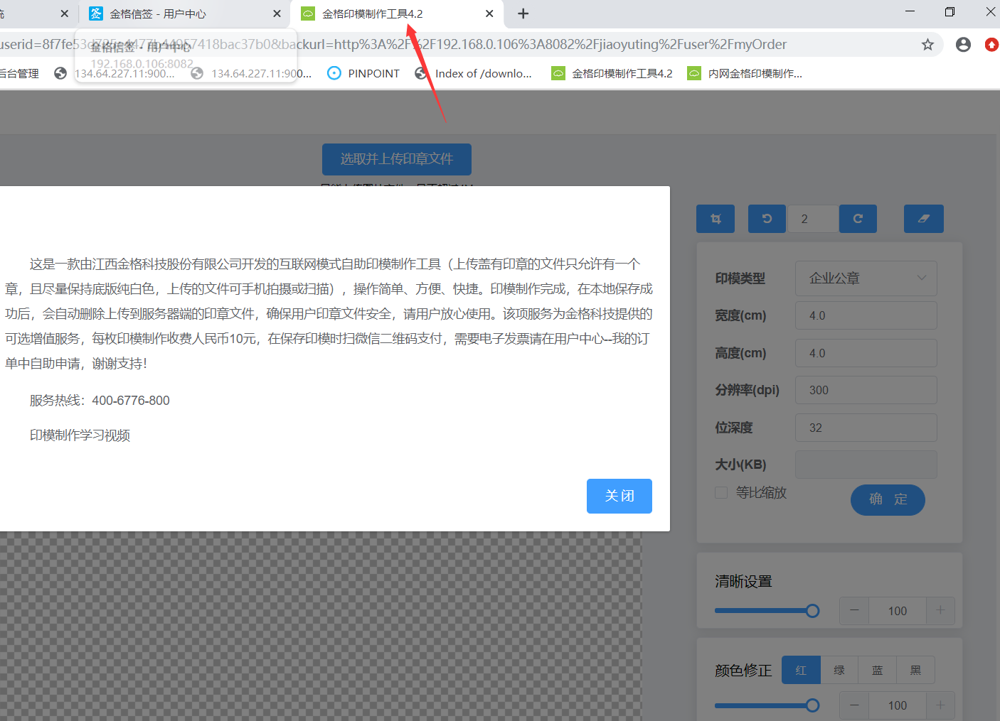 统
金格信签 - 用户中心
金格印模制作工具4.2
金格信签 - 用户中心
192.168.0.106:8082
backurl=http%3A%2F%2F192.168.0.106%3A8082%2Fjiaoyuting%2Fuser%2FmyOrder
后台管理
134.64.227.11:900...
134.64.227.11:900...
PINPOINT
Index of /downlo...
金格印模制作工具4.2
内网金格印模制作...
选取并上传印章文件
2
这是一款由江西金格科技股份有限公司开发的互联网模式自助印模制作工具（上传盖有印章的文件只允许有一个
章，且尽量保持底版纯白色，上传的文件可手机拍摄或扫描），操作简单、方便、快捷。印模制作完成，在本地保存成
功后，会自动删除上传到服务器端的印章文件，确保用户印章文件安全，请用户放心使用。该项服务为金格科技提供的
可选增值服务，每枚印模制作收费人民币10元，在保存印模时扫微信二维码支付，需要电子发票请在用户中心--我的订
单中自助申请，谢谢支持！
服务热线：400-6776-800
印模制作学习视频
关闭
印模类型 企业公章
宽度(cm) 4.0
高度(cm) 4.0
分辨率(dpi) 300
位深度 32
大小(KB)
等比缩放
确 定
清晰设置
100
颜色修正 红 绿 蓝 黑
100